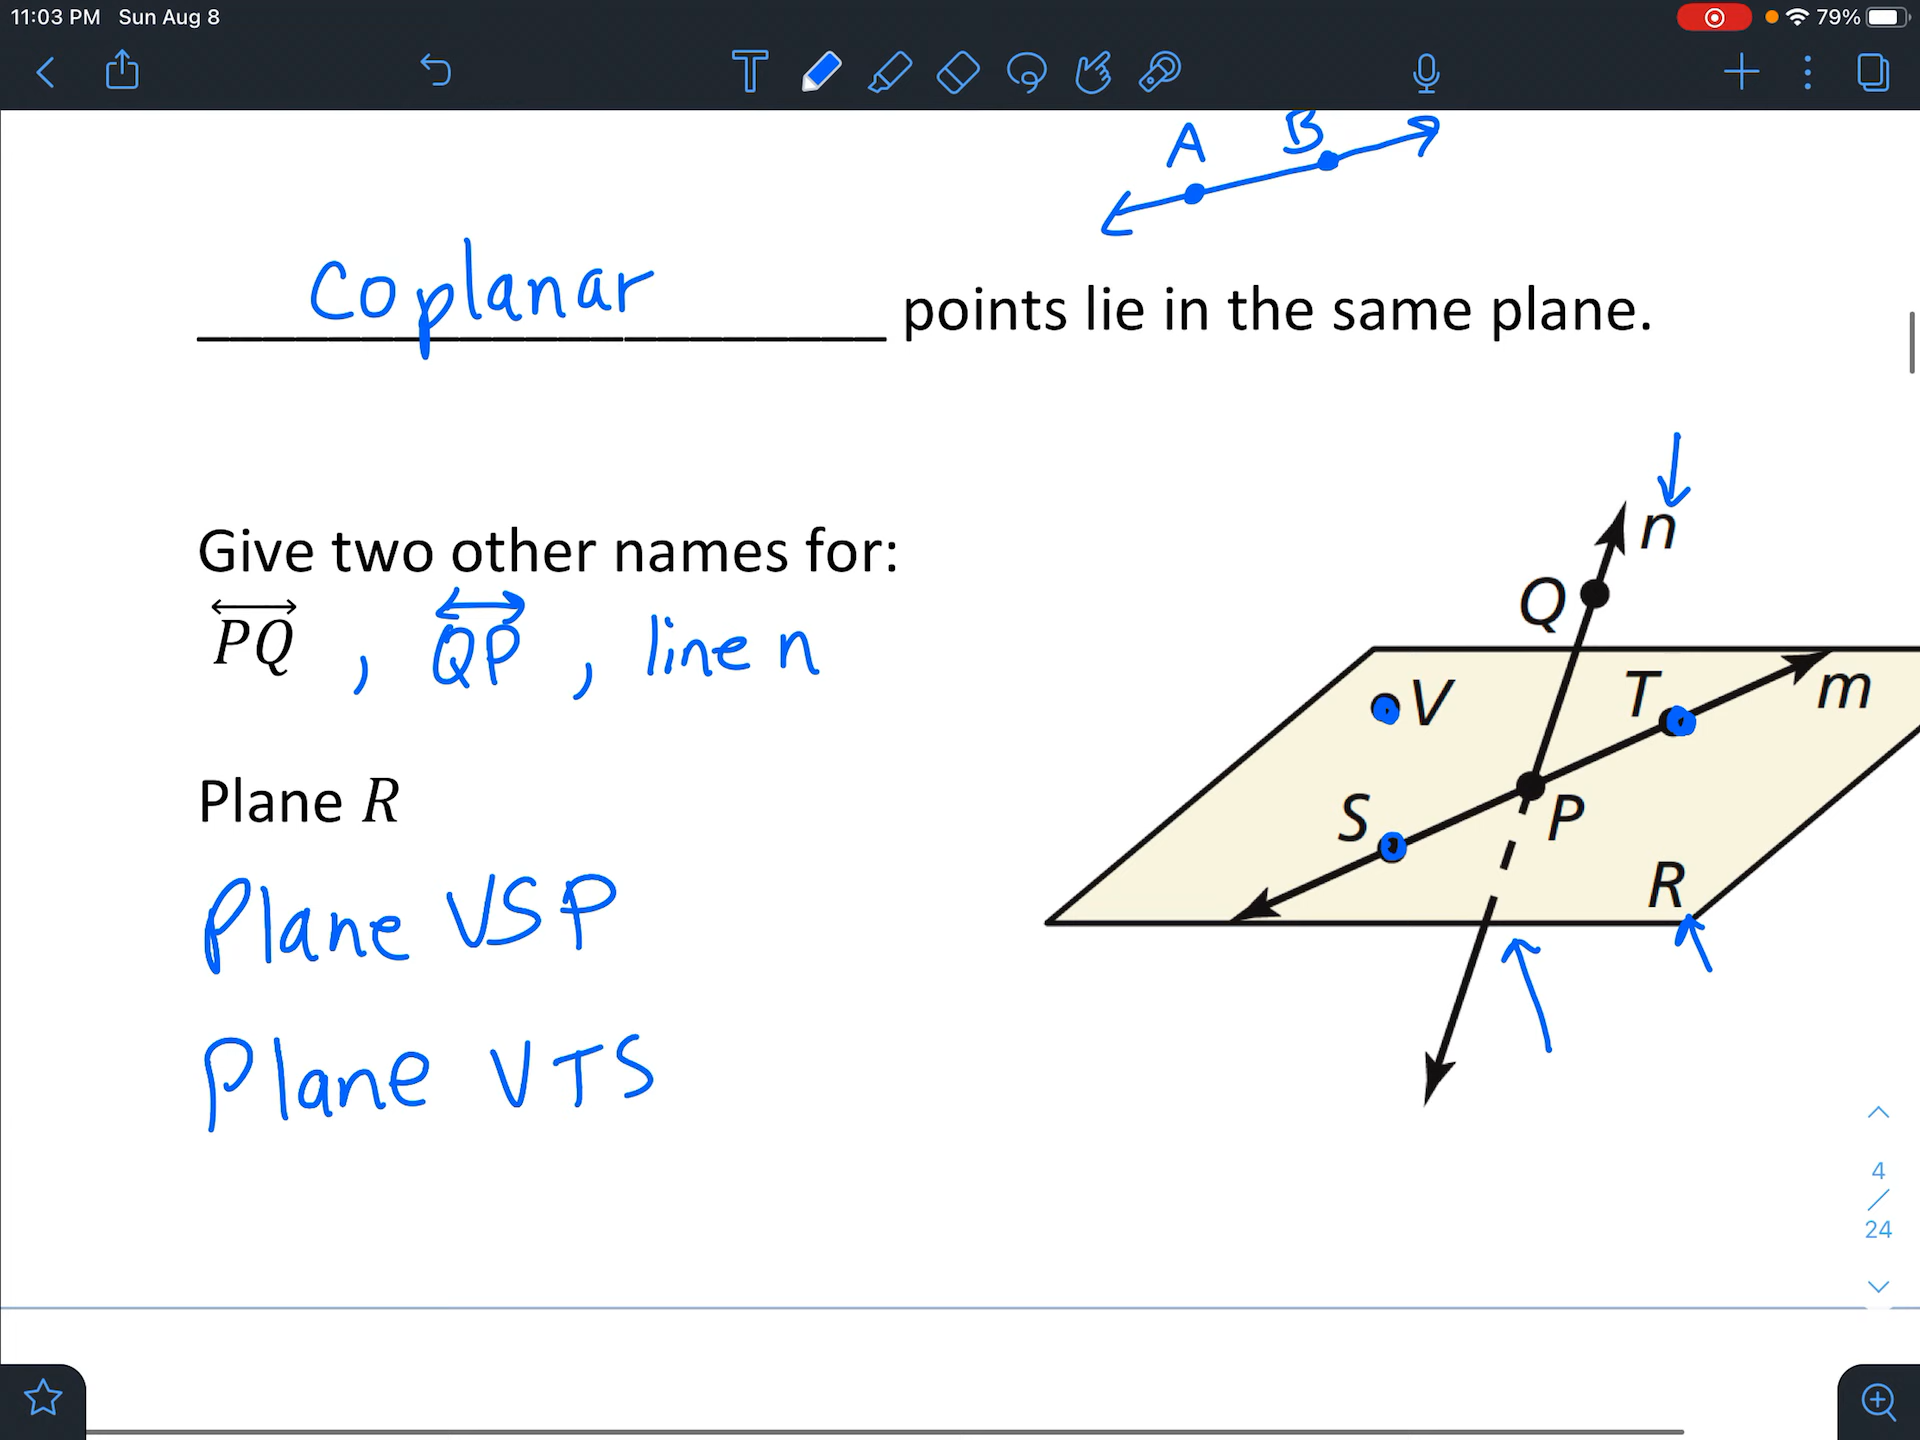 11:03 PM Sun Aug 8
79%
T
A B
coplanar points lie in the same plane.
Give two other names for:
PQ , QP , line n
Plane R
Plane VSP
Plane VTS
n
Q
V
T
m
S
P
R
4
/
24